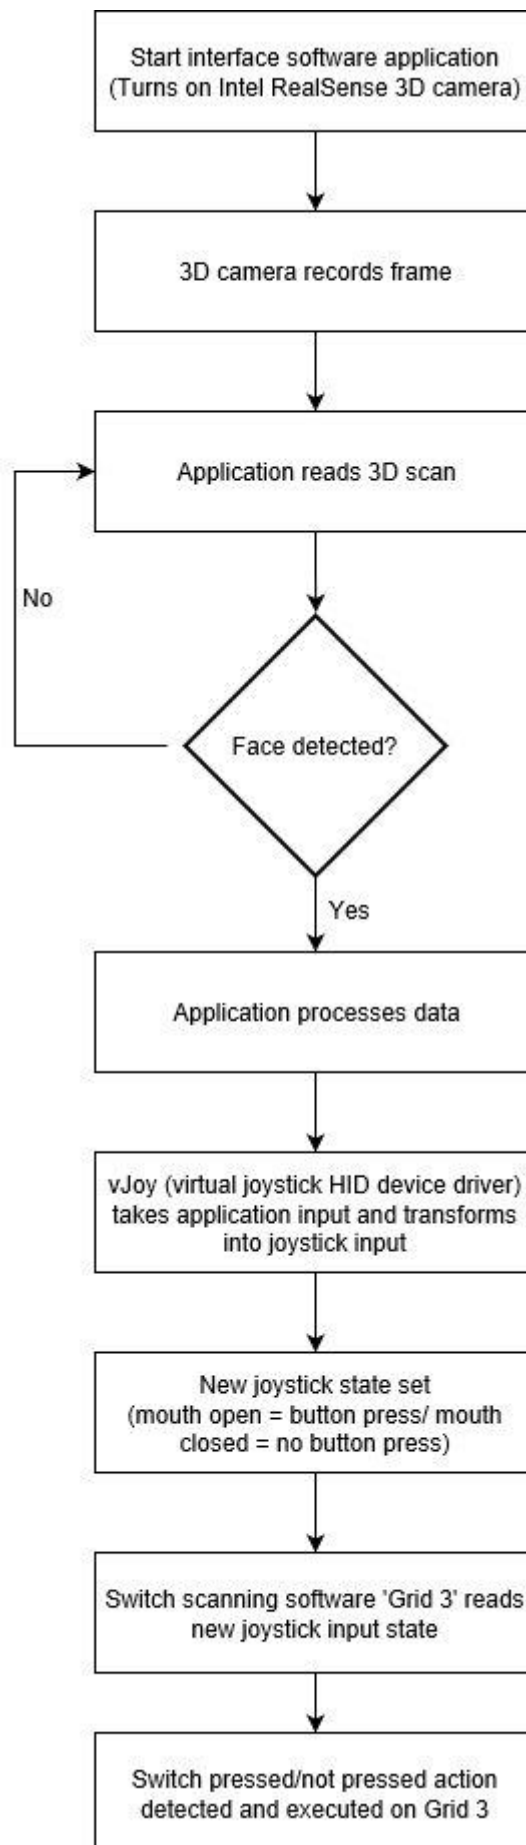 Start interface software application
(Turns on Intel RealSense 3D camera)
3D camera records frame
Application reads 3D scan
No
Face detected?
Yes
Application processes data
vJoy (virtual joystick HID device driver)
takes application input and transforms
into joystick input
New joystick state set
(mouth open = button press/ mouth
closed = no button press)
Switch scanning software 'Grid 3' reads
new joystick input state
Switch pressed/not pressed action
detected and executed on Grid 3